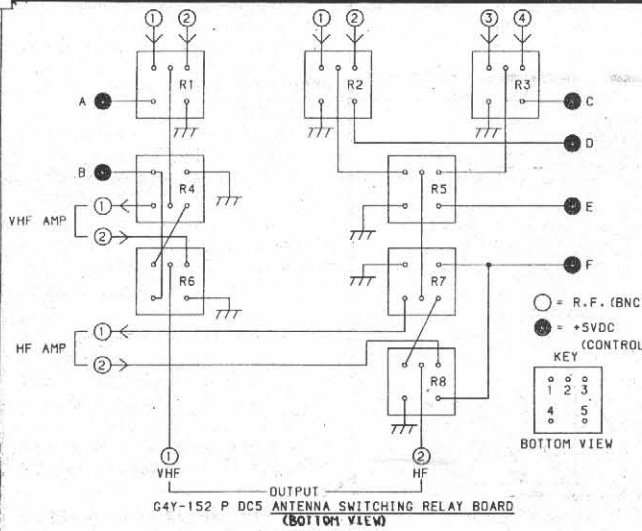 1 2 1 2 3 4
R1 R2 R3
A C
D
B R4 R5
1 E
VHF AMP
2
R6 R7 F
= R.F. (BNC
1 = +5VDC
HF AMP (CONTROL
2 KEY
R8 1 2 3
4 5
BOTTOM VIEW
1 2
VHF HF
OUTPUT
G4Y-152 P DC5 ANTENNA SWITCHING RELAY BOARD
(BOTTOM VIEW)